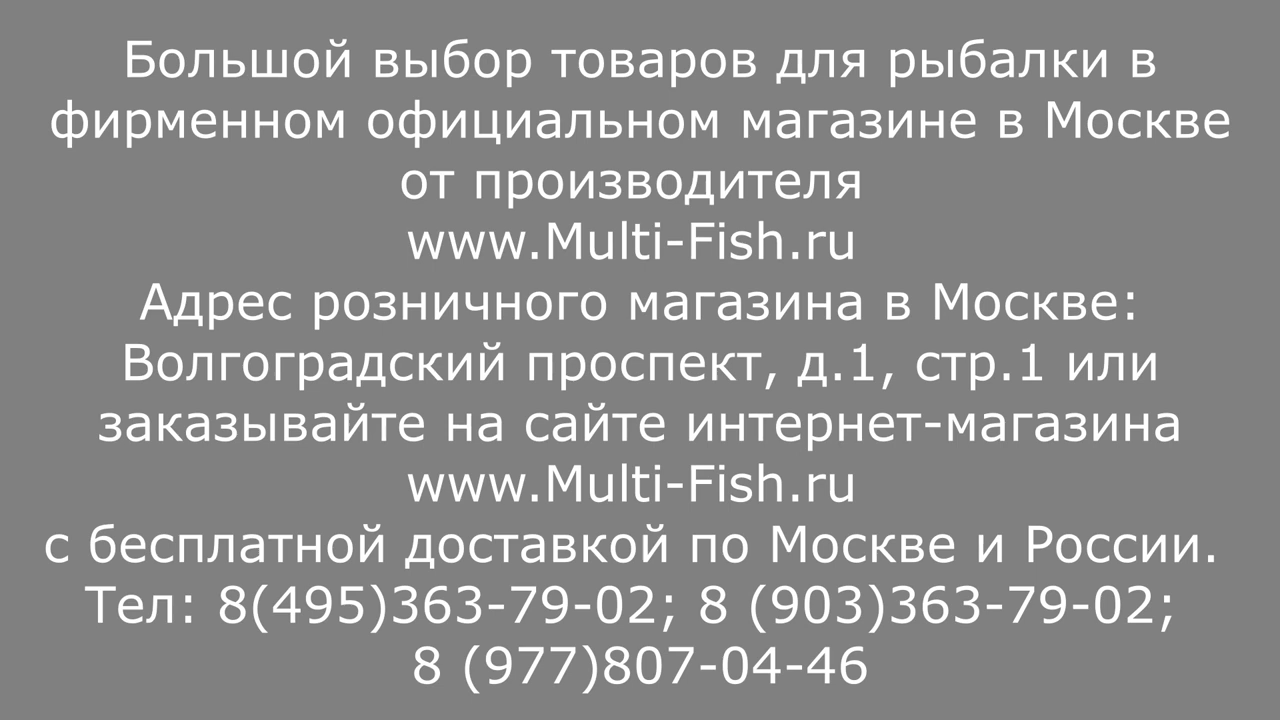 Большой выбор товаров для рыбалки в
фирменном официальном магазине в Москве
от производителя
www.Multi-Fish.ru
Адрес розничного магазина в Москве:
Волгоградский проспект, д.1, стр.1 или
заказывайте на сайте интернет-магазина
www.Multi-Fish.ru
с бесплатной доставкой по Москве и России.
Тел: 8(495)363-79-02; 8 (903)363-79-02;
8 (977)807-04-46